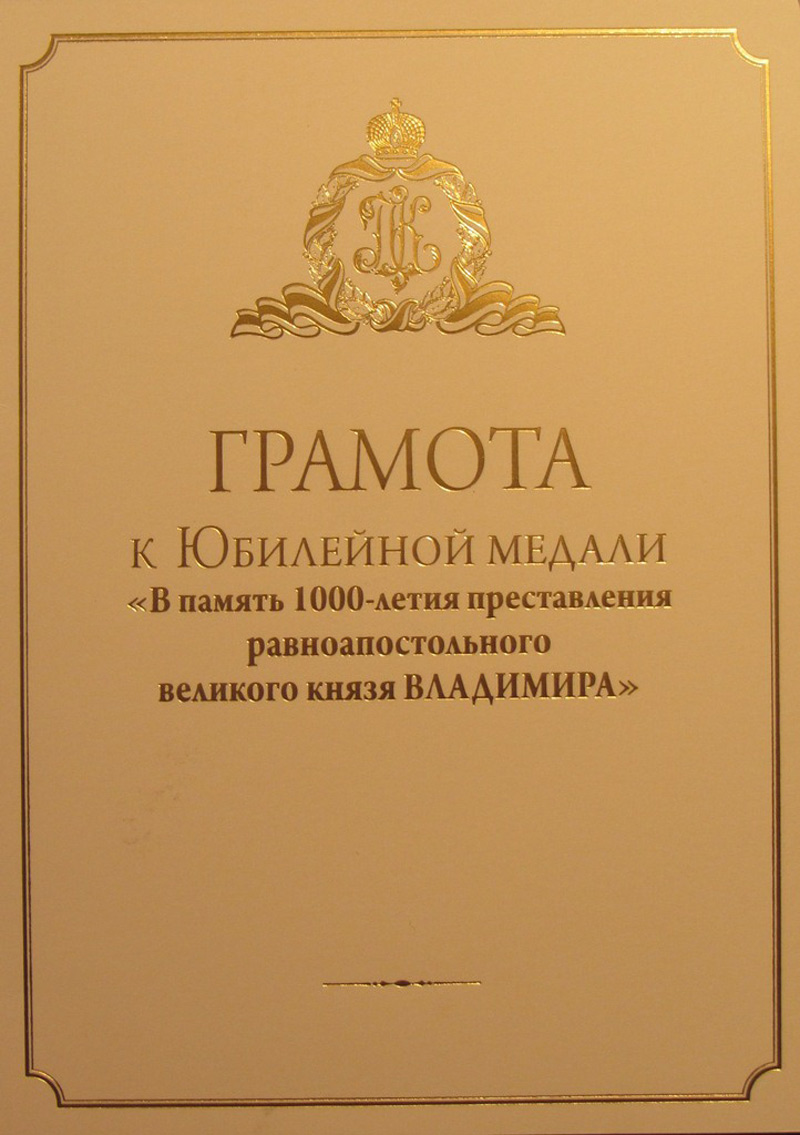 ГРАМОТА
к Юбилейной медали
«В память 1000-летия преставления
равноапостольного
великого князя ВЛАДИМИРА»